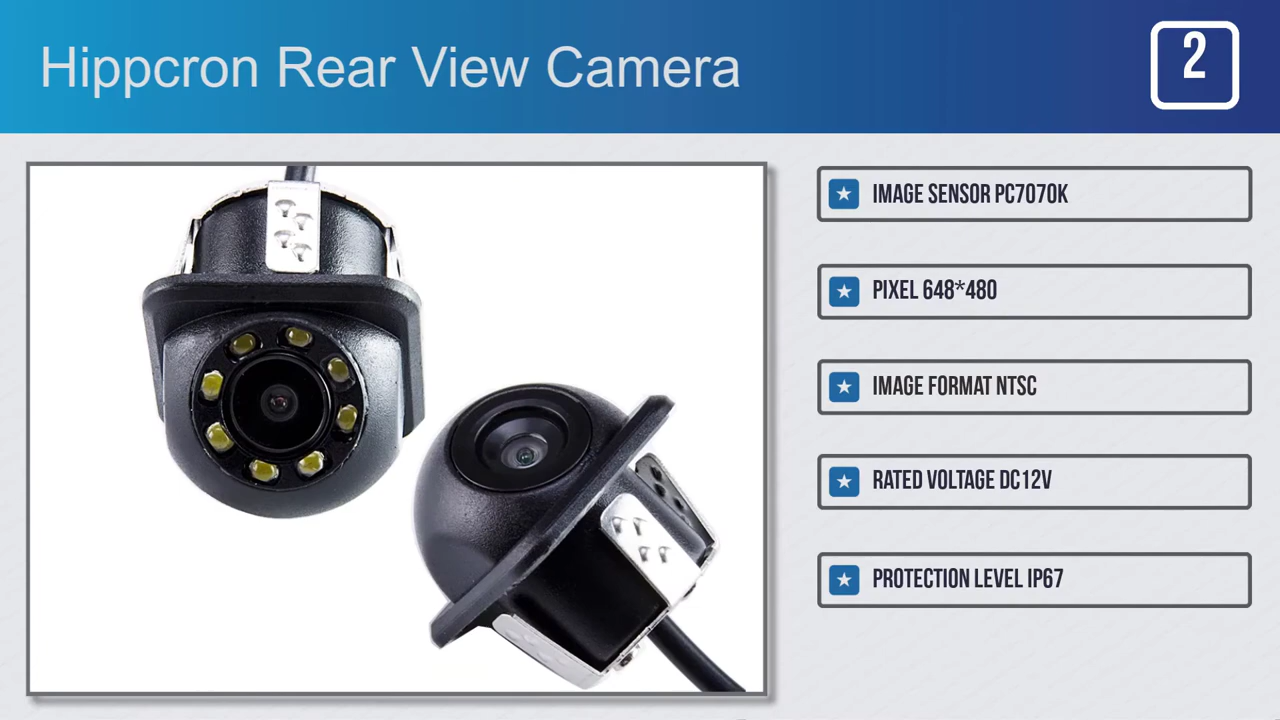 Hippcron Rear View Camera
2
IMAGE SENSOR PC7070K
PIXEL 648*480
IMAGE FORMAT NTSC
RATED VOLTAGE DC12V
PROTECTION LEVEL IP67